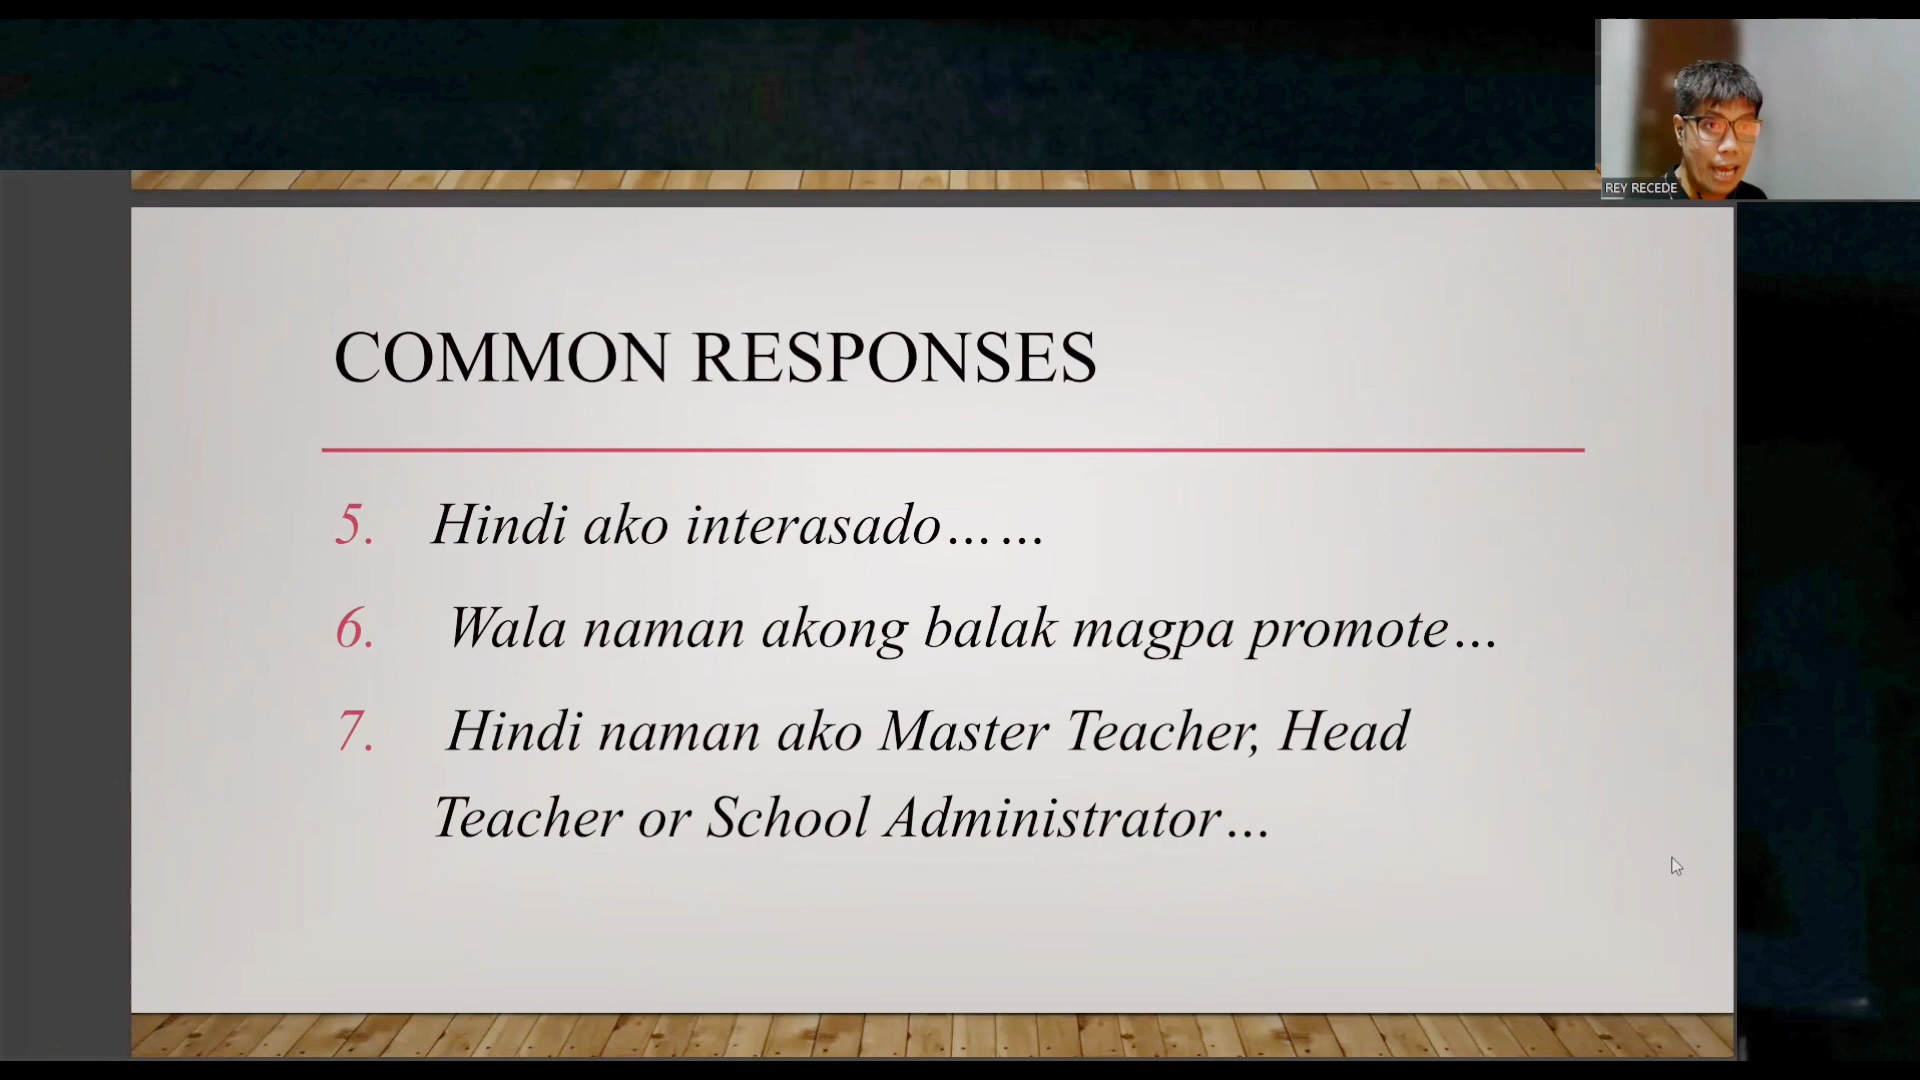 REY RECEDE
COMMON RESPONSES
5. Hindi ako interasado……
6. Wala naman akong balak magpa promote…
7. Hindi naman ako Master Teacher, Head
Teacher or School Administrator…